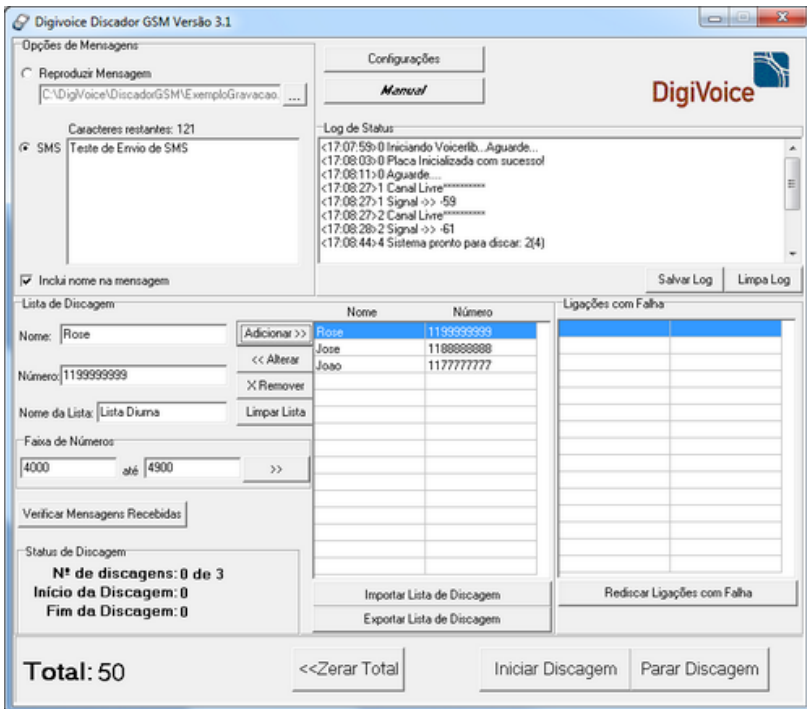 Digivoice Discador GSM Versão 3.1
Opções de Mensagens
Reproduzir Mensagem
C:\DigVoice\DiscadorGSM\ExemploGravacao.
...
Caracteres restantes: 121
SMS
Teste de Envio de SMS
Inclui nome na mensagem
Configurações
Manual
DigiVoice
Log de Status
<17:07:59>0 Iniciando Voicerlib...Aguarde...
<17:08:03>0 Placa Inicializada com sucesso!
<17:08:11>0 Aguarde....
<17:08:27>1 Canal Livre**********
<17:08:27>1 Signal ->> -59
<17:08:27>2 Canal Livre**********
<17:08:28>2 Signal ->> -61
<17:08:44>4 Sistema pronto para discar: 2(4)
Salvar Log
Limpa Log
Lista de Discagem
Nome: Rose
Número: 1199999999
Nome da Lista: Lista Diurna
Adicionar >>
<< Alterar
X Remover
Limpar Lista
Faixa de Números
4000 até 4900 >>
Verificar Mensagens Recebidas
Status de Discagem
Nº de discagens: 0 de 3
Início da Discagem: 0
Fim da Discagem: 0
Nome Número
Rose 1199999999
Jose 1188888888
Joao 1177777777
Importar Lista de Discagem
Exportar Lista de Discagem
Ligações com Falha
Rediscar Ligações com Falha
Total: 50
<<Zerar Total
Iniciar Discagem
Parar Discagem